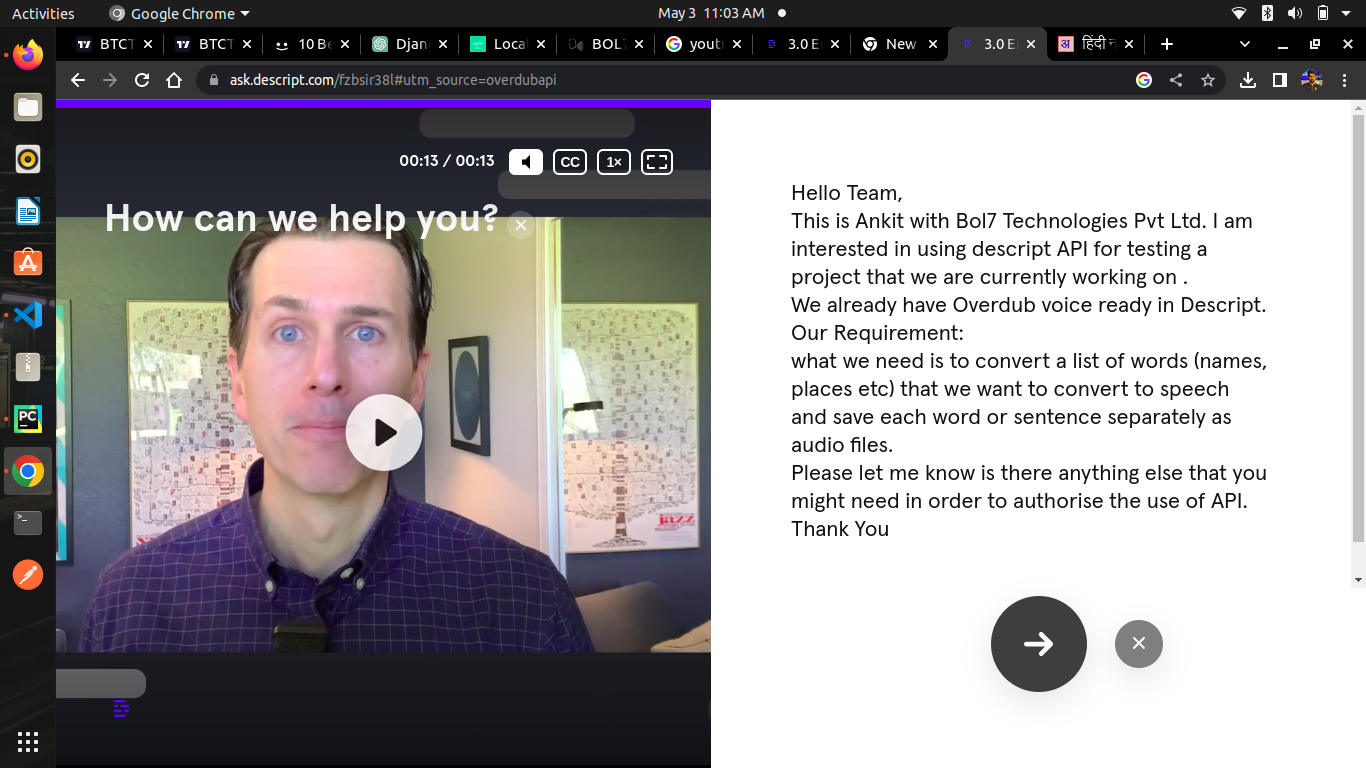 Activities
Google Chrome
May 3 11:03 AM
BTCT
BTCT
10 Be
Djan
Loca
BOL7
yout
3.0 E
New
3.0 E
हिंदी
ask.descript.com/fzbsir38l#utm_source=overdubapi
00:13 / 00:13
CC
1×
How can we help you?
jazz
Hello Team,
This is Ankit with Bol7 Technologies Pvt Ltd. I am
interested in using descript API for testing a
project that we are currently working on .
We already have Overdub voice ready in Descript.
Our Requirement:
what we need is to convert a list of words (names,
places etc) that we want to convert to speech
and save each word or sentence separately as
audio files.
Please let me know is there anything else that you
might need in order to authorise the use of API.
Thank You
PC